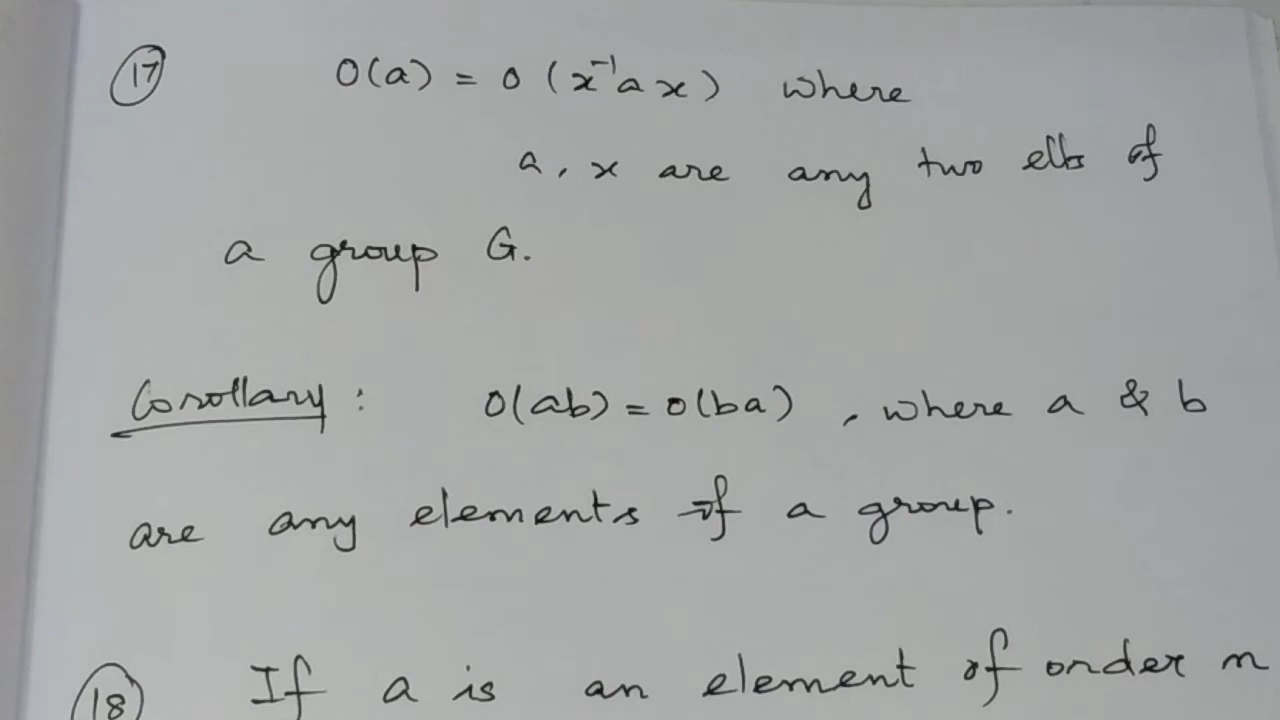 17 O(a) = O (x⁻¹ax) where
a, x are any two elts of
a group G.
Corollary : O(ab) = O(ba) , where a & b
are any elements of a group.
18 If a is an element of order n